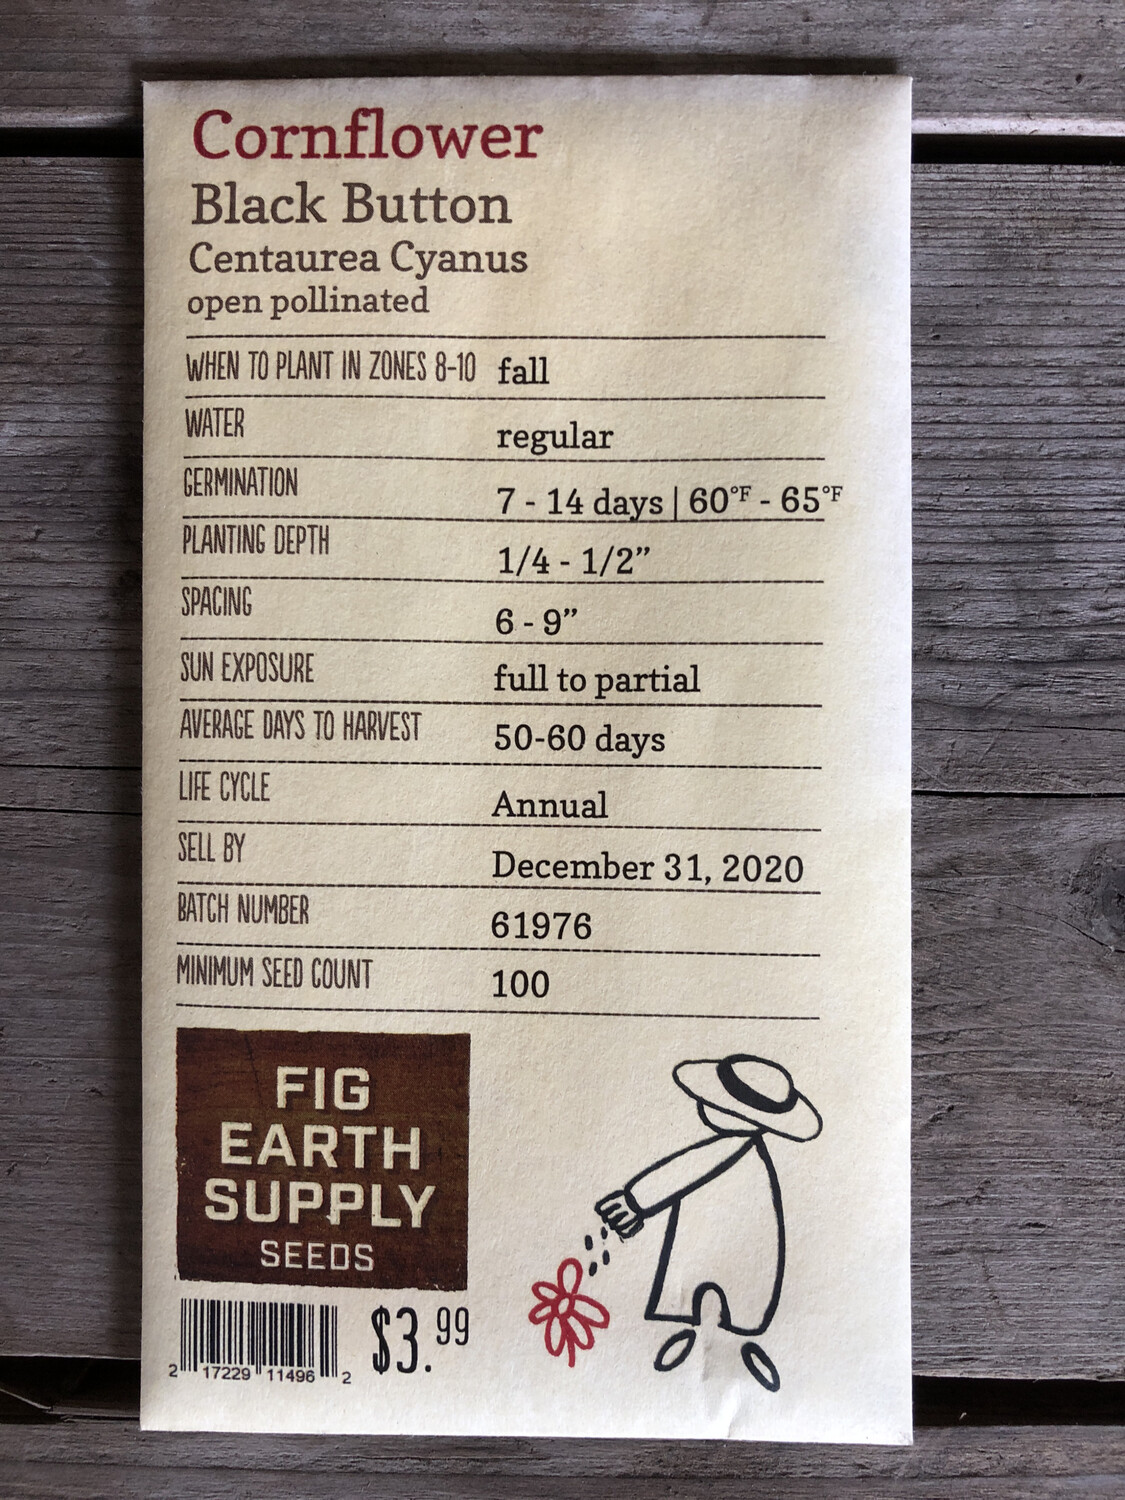 Cornflower
Black Button
Centaurea Cyanus
open pollinated
WHEN TO PLANT IN ZONES 8-10 fall
WATER regular
GERMINATION 7 - 14 days | 60°F - 65°F
PLANTING DEPTH 1/4 - 1/2”
SPACING 6 - 9”
SUN EXPOSURE full to partial
AVERAGE DAYS TO HARVEST 50-60 days
LIFE CYCLE Annual
SELL BY December 31, 2020
BATCH NUMBER 61976
MINIMUM SEED COUNT 100
FIG
EARTH
SUPPLY
SEEDS
$3.99
2 17229 11496 2